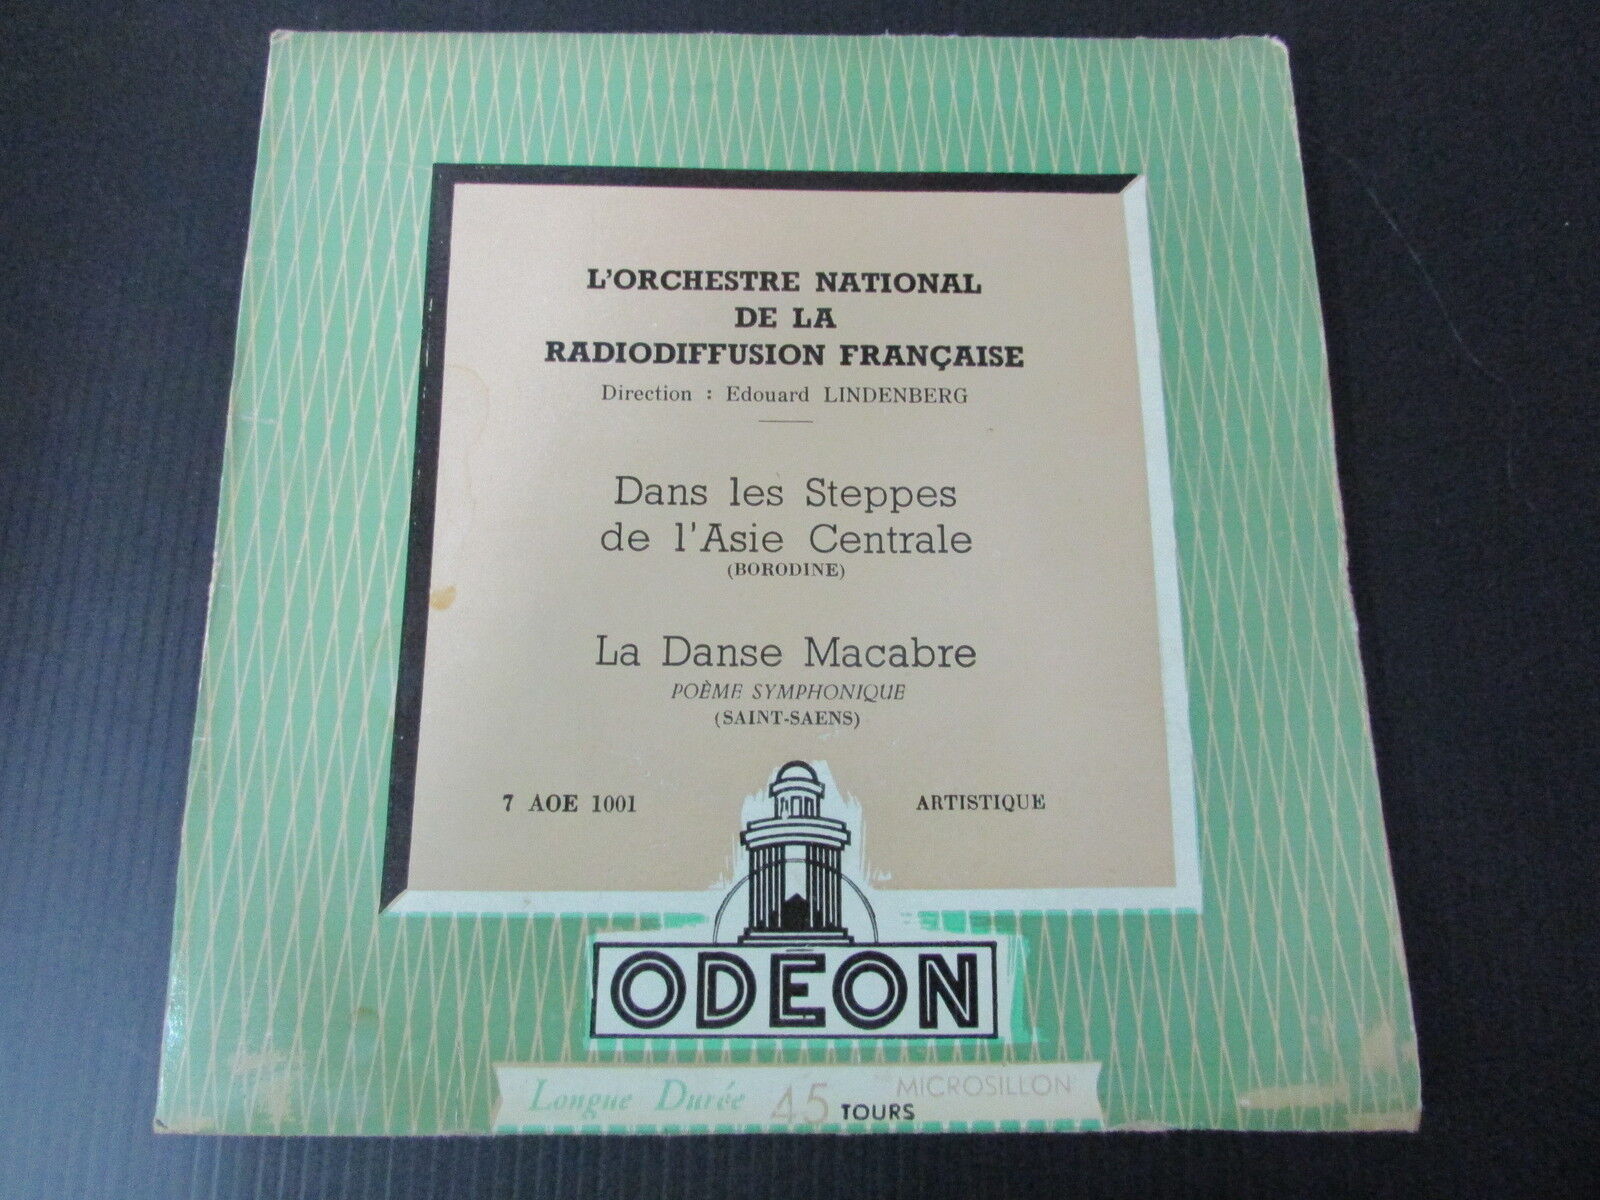 L'ORCHESTRE NATIONAL
DE LA
RADIODIFFUSION FRANÇAISE
Direction : Edouard LINDENBERG
Dans les Steppes
de l'Asie Centrale
(BORODINE)
La Danse Macabre
POÈME SYMPHONIQUE
(SAINT-SAENS)
7 AOE 1001 ARTISTIQUE
ODÉON
Longue Durée 45 TOURS MICROSILLON